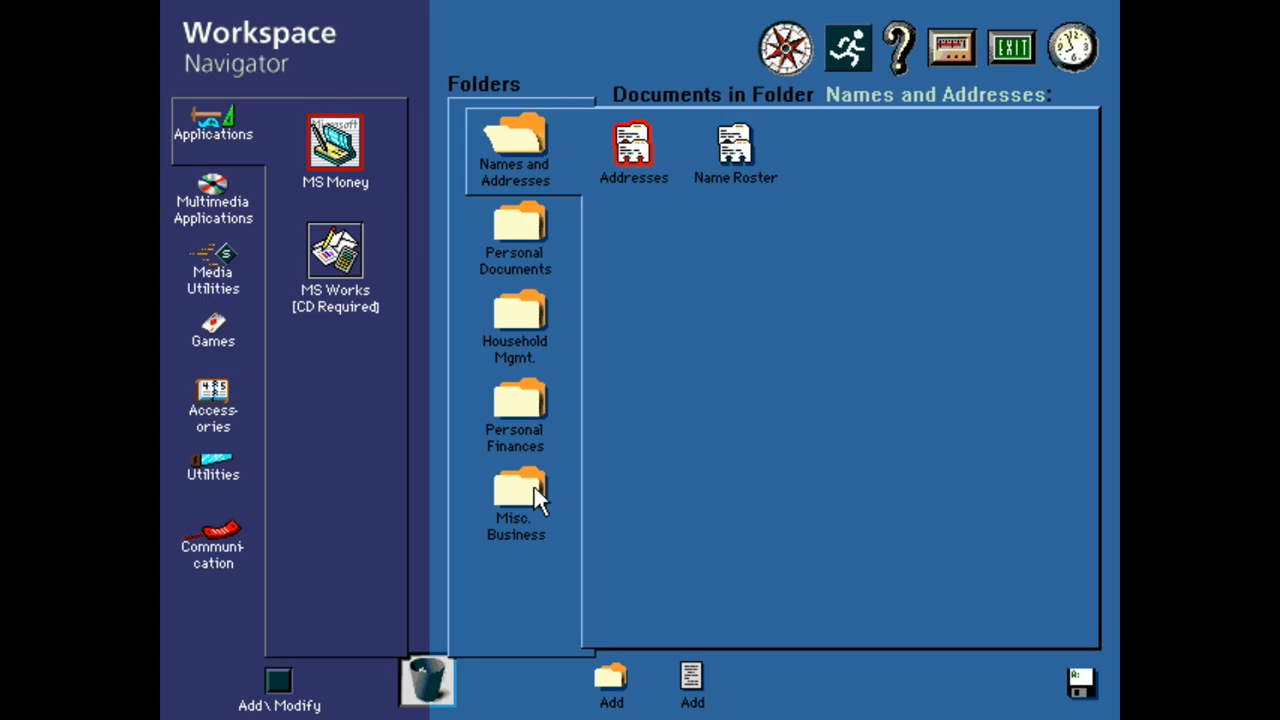 Workspace
Navigator
Folders
Documents in Folder Names and Addresses:
EXIT
Applications
Multimedia
Applications
Media
Utilities
Games
Access-
ories
Utilities
Communi-
cation
Microsoft
MS Money
MS Works
(CD Required)
Names and
Addresses
Personal
Documents
Household
Mgmt.
Personal
Finances
Misc.
Business
Addresses
Name Roster
Add\Modify
Add
Add
A: